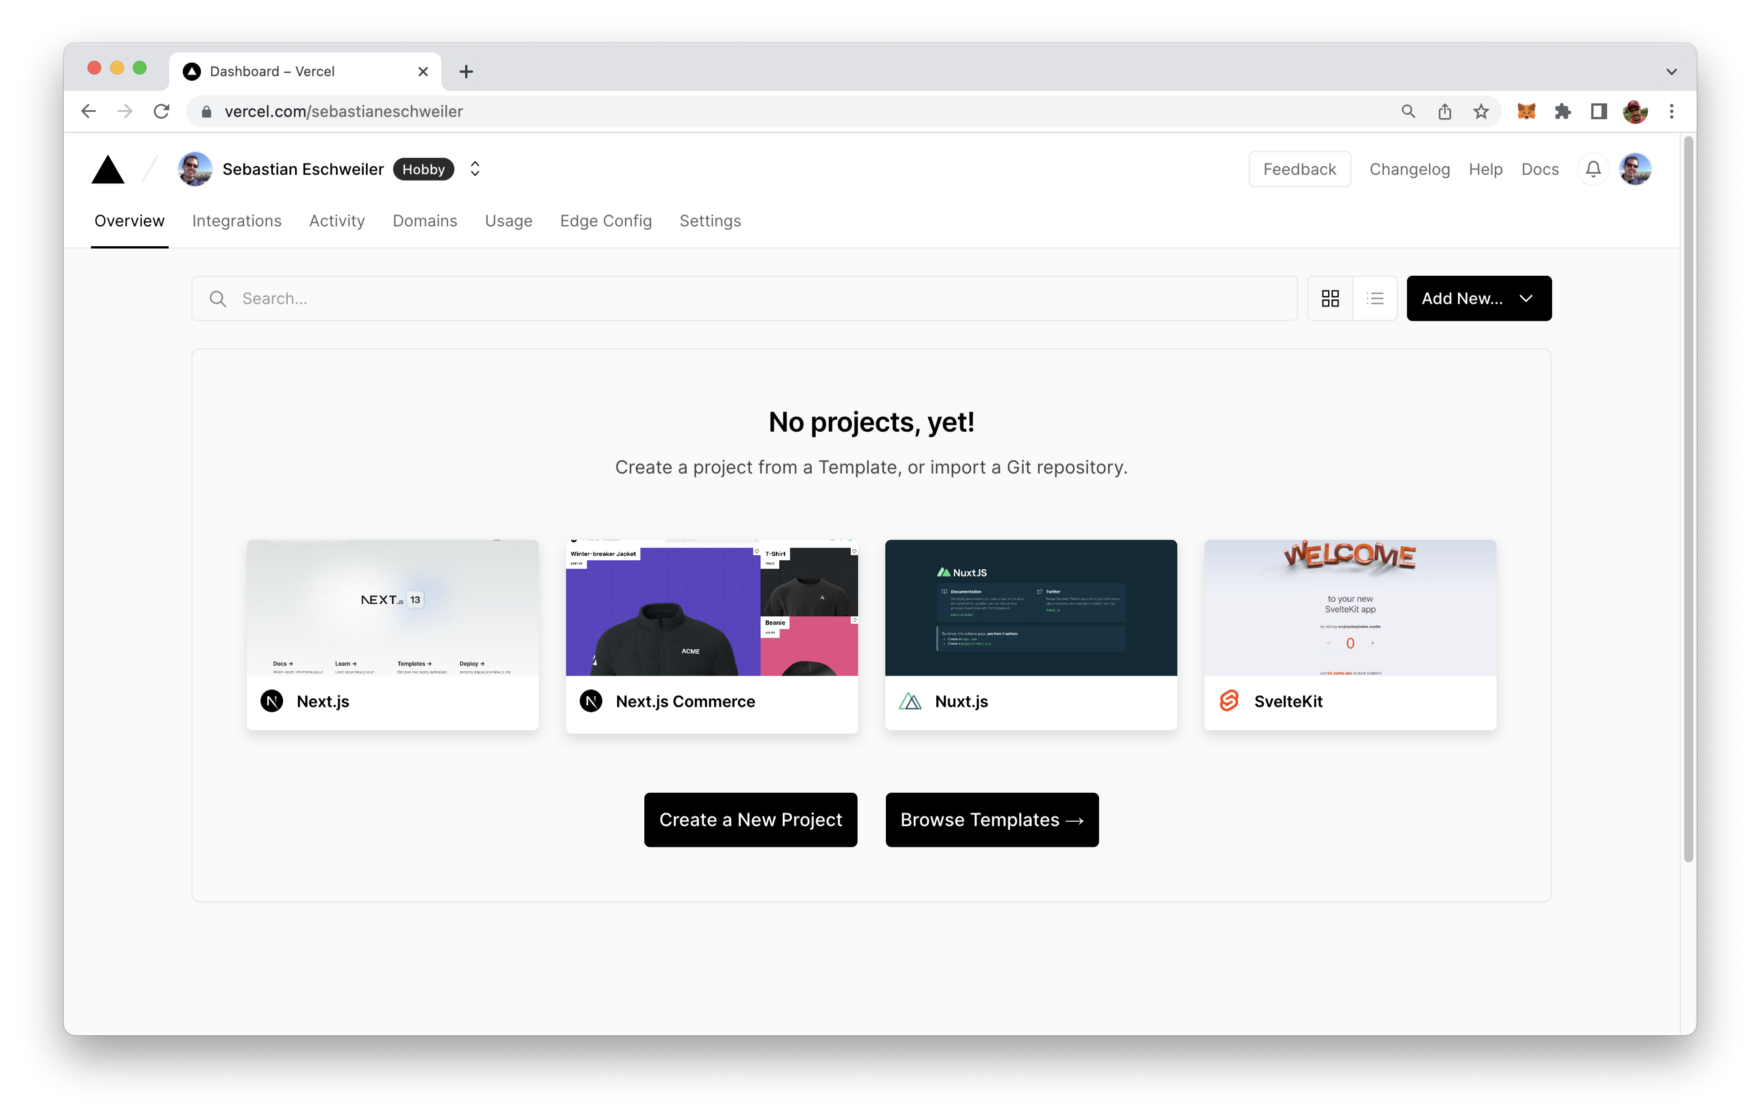 Dashboard – Vercel
vercel.com/sebastianeschweiler
Sebastian Eschweiler Hobby
Feedback Changelog Help Docs
Overview Integrations Activity Domains Usage Edge Config Settings
Search...
Add New...
No projects, yet!
Create a project from a Template, or import a Git repository.
NEXT.JS 13
Docs → Learn → Templates → Deploy →
Next.js
Winter-breaker Jacket
T-Shirt
Beanie
ACME
Next.js Commerce
NuxtJS
Documentation Twitter
Nuxt.js
WELCOME
to your new
SvelteKit app
0
SvelteKit
Create a New Project
Browse Templates →